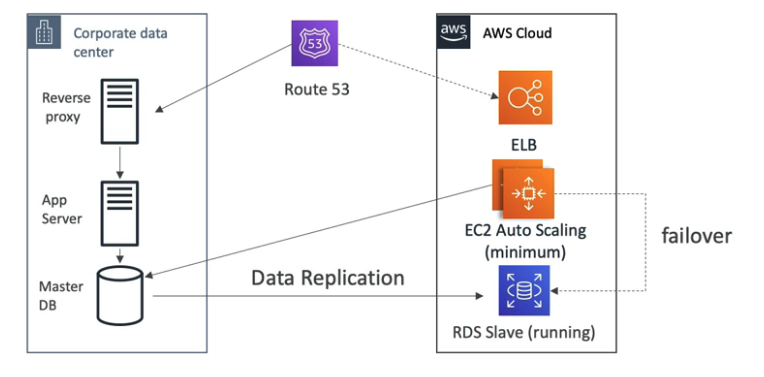 Corporate data
center
Reverse
proxy
App
Server
Master
DB
53
Route 53
aws
AWS Cloud
ELB
EC2 Auto Scaling
(minimum)
failover
Data Replication
RDS Slave (running)